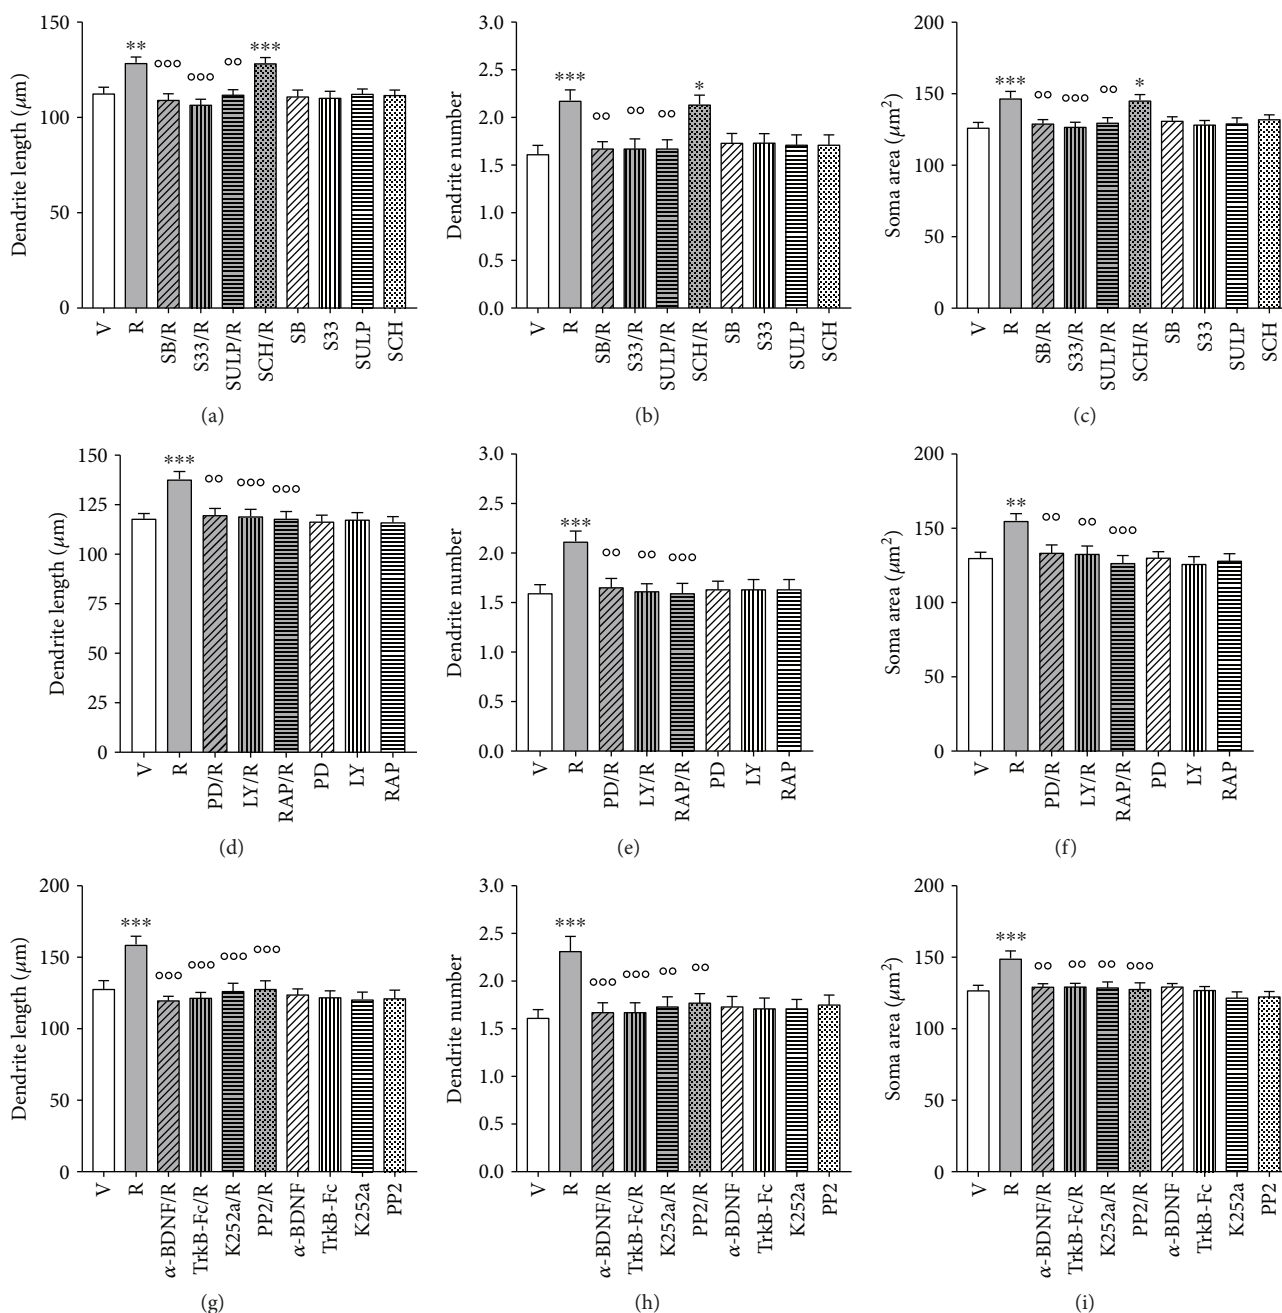 Dendrite length (μm)
150
100
50
0
** °°° °°° °° ***
V R SB/R S33/R SULP/R SCH/R SB S33 SULP SCH
(a)
Dendrite number
3.0
2.5
2.0
1.5
1.0
0.5
0.0
*** °° °° °° *
V R SB/R S33/R SULP/R SCH/R SB S33 SULP SCH
(b)
Soma area (μm²)
200
150
100
50
0
*** °° °°° °° *
V R SB/R S33/R SULP/R SCH/R SB S33 SULP SCH
(c)
Dendrite length (μm)
150
125
100
75
50
25
0
*** °° °°° °°°
V R PD/R LY/R RAP/R PD LY RAP
(d)
Dendrite number
3.0
2.5
2.0
1.5
1.0
0.5
0.0
*** °° °° °°°
V R PD/R LY/R RAP/R PD LY RAP
(e)
Soma area (μm²)
200
150
100
50
0
** °° °° °°°
V R PD/R LY/R RAP/R PD LY RAP
(f)
Dendrite length (μm)
200
150
100
50
0
*** °°° °°° °°° °°°
V R α-BDNF/R TrkB-Fc/R K252a/R PP2/R α-BDNF TrkB-Fc K252a PP2
(g)
Dendrite number
3.0
2.5
2.0
1.5
1.0
0.5
0.0
*** °°° °°° °° °°
V R α-BDNF/R TrkB-Fc/R K252a/R PP2/R α-BDNF TrkB-Fc K252a PP2
(h)
Soma area (μm²)
200
150
100
50
0
*** °° °° °° °°°
V R α-BDNF/R TrkB-Fc/R K252a/R PP2/R α-BDNF TrkB-Fc K252a PP2
(i)